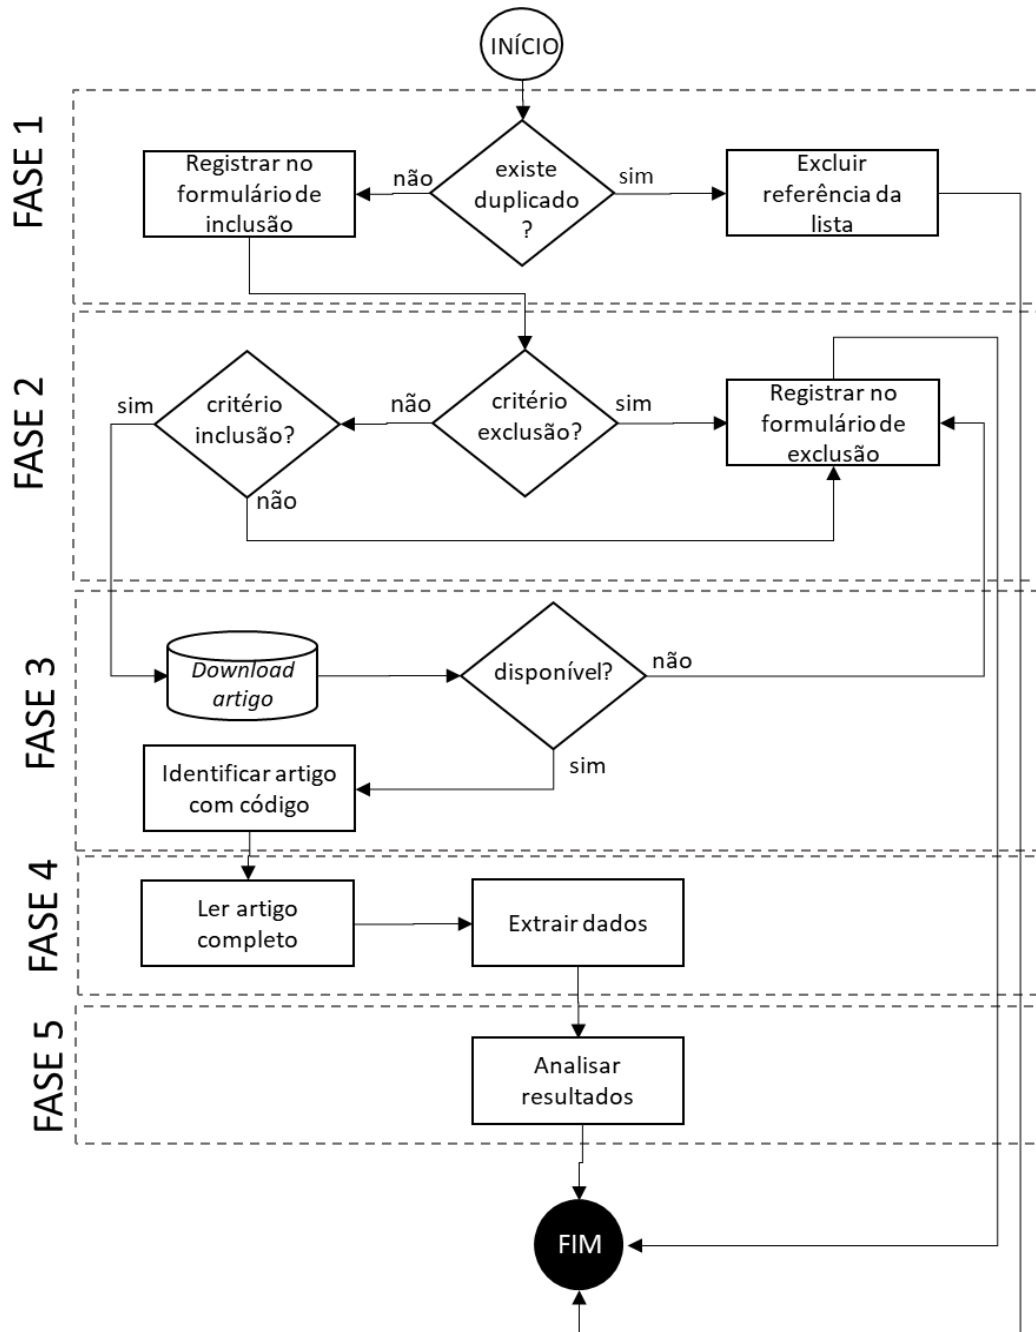 INÍCIO
FASE 1
Registrar no
formulário de
inclusão
não
existe
duplicado
?
sim
Excluir
referência da
lista
FASE 2
sim
critério
inclusão?
não
não
critério
exclusão?
sim
Registrar no
formulário de
exclusão
FASE 3
Download
artigo
disponível?
não
sim
Identificar artigo
com código
FASE 4
Ler artigo
completo
Extrair dados
FASE 5
Analisar
resultados
FIM